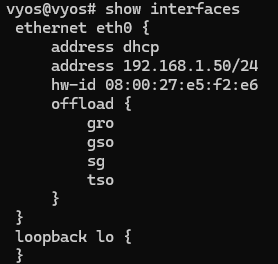 vyos@vyos# show interfaces
 ethernet eth0 {
     address dhcp
     address 192.168.1.50/24
     hw-id 08:00:27:e5:f2:e6
     offload {
         gro
         gso
         sg
         tso
     }
 }
 loopback lo {
 }